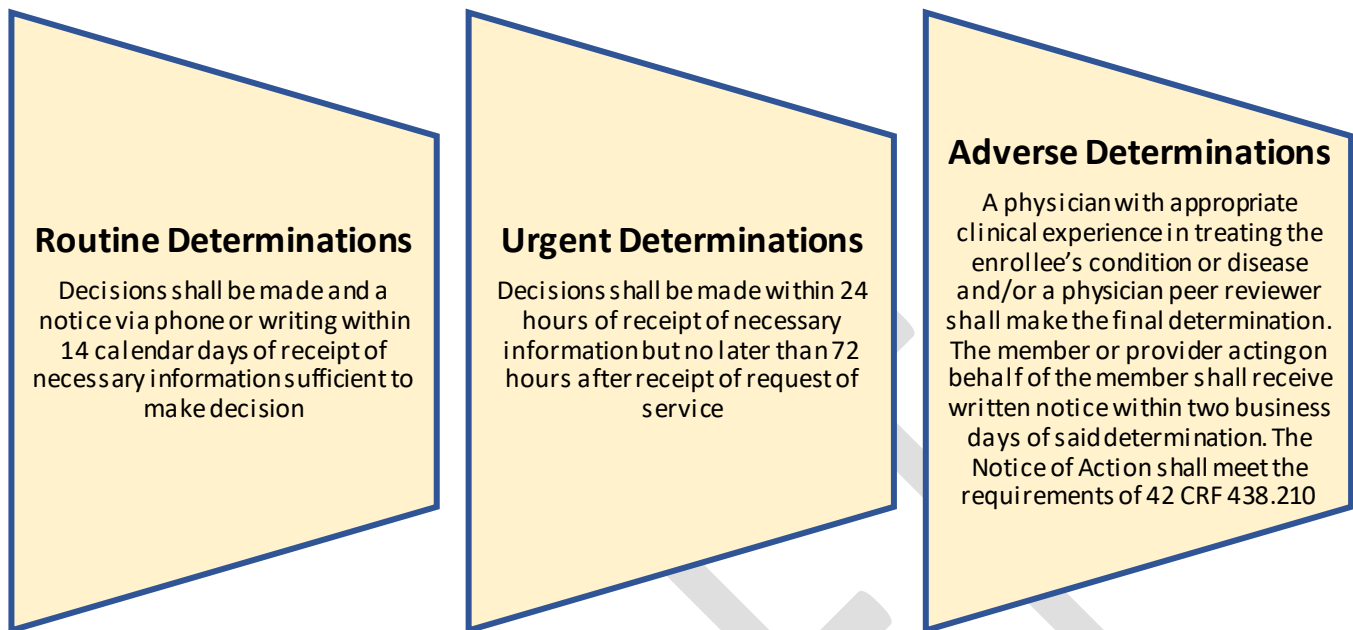 Routine Determinations
Decisions shall be made and a
notice via phone or writing within
14 calendar days of receipt of
necessary information sufficient to
make decision
Urgent Determinations
Decisions shall be made within 24
hours of receipt of necessary
information but no later than 72
hours after receipt of request of
service
Adverse Determinations
A physician with appropriate
clinical experience in treating the
enrollee’s condition or disease
and/or a physician peer reviewer
shall make the final determination.
The member or provider acting on
behalf of the member shall receive
written notice within two business
days of said determination. The
Notice of Action shall meet the
requirements of 42 CRF 438.210